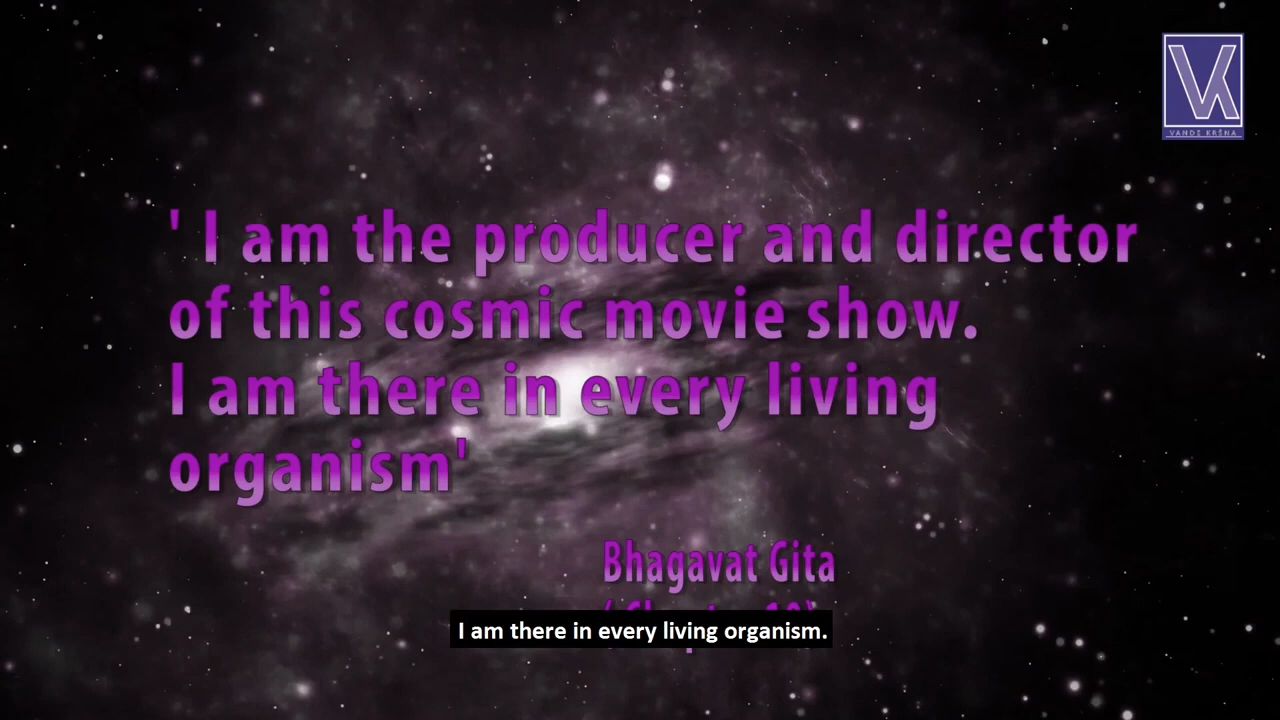 VANDE KRŠNA
' I am the producer and director
of this cosmic movie show.
I am there in every living
organism'
Bhagavat Gita
I am there in every living organism.